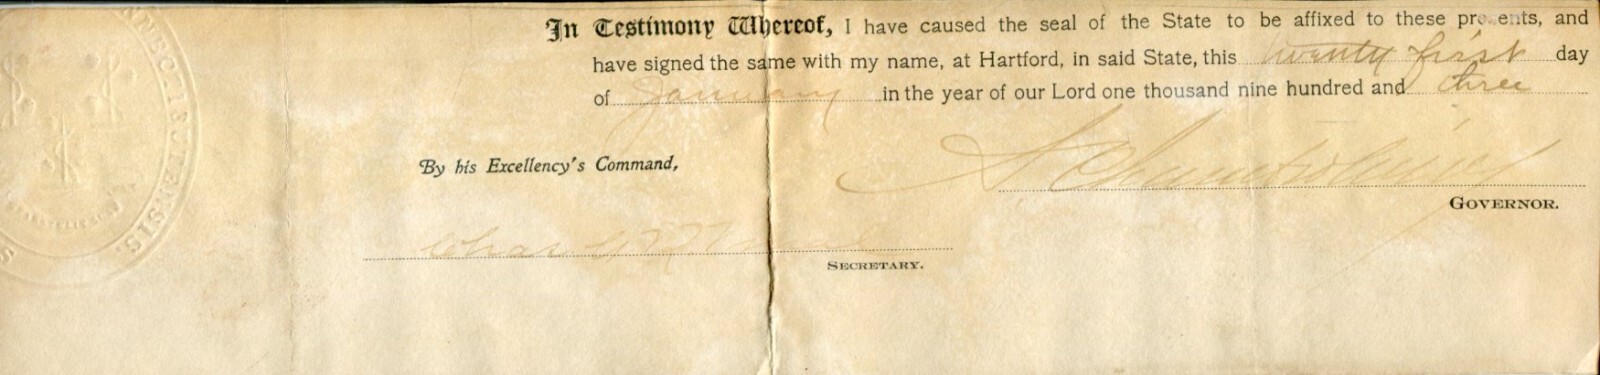 NECTICUTENSIS.
In Testimony Whereof, I have caused the seal of the State to be affixed to these presents, and
have signed the same with my name, at Hartford, in said State, this twenty first day
of January in the year of our Lord one thousand nine hundred and three
By his Excellency's Command,
GOVERNOR.
Chas G R
SECRETARY.